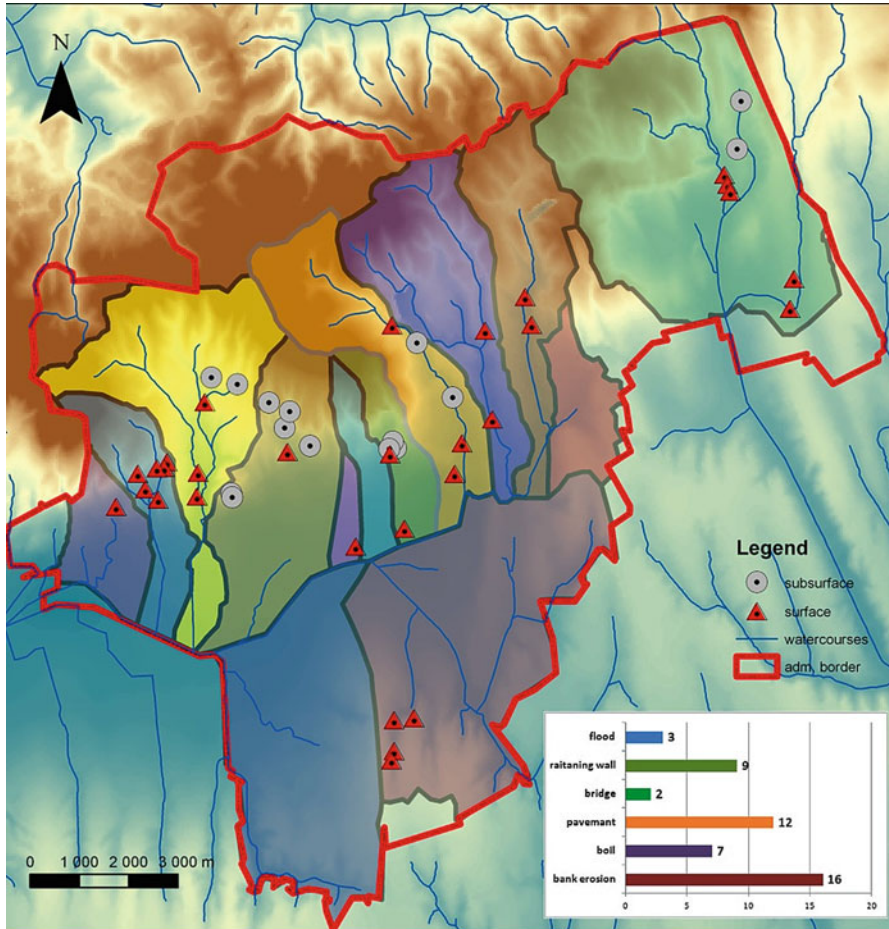 N
Legend
subsurface
surface
watercourses
adm. border
flood 3
raitaning wall 9
bridge 2
pavemant 12
boil 7
bank erosion 16
0 5 10 15 20
0 1 000 2 000 3 000 m